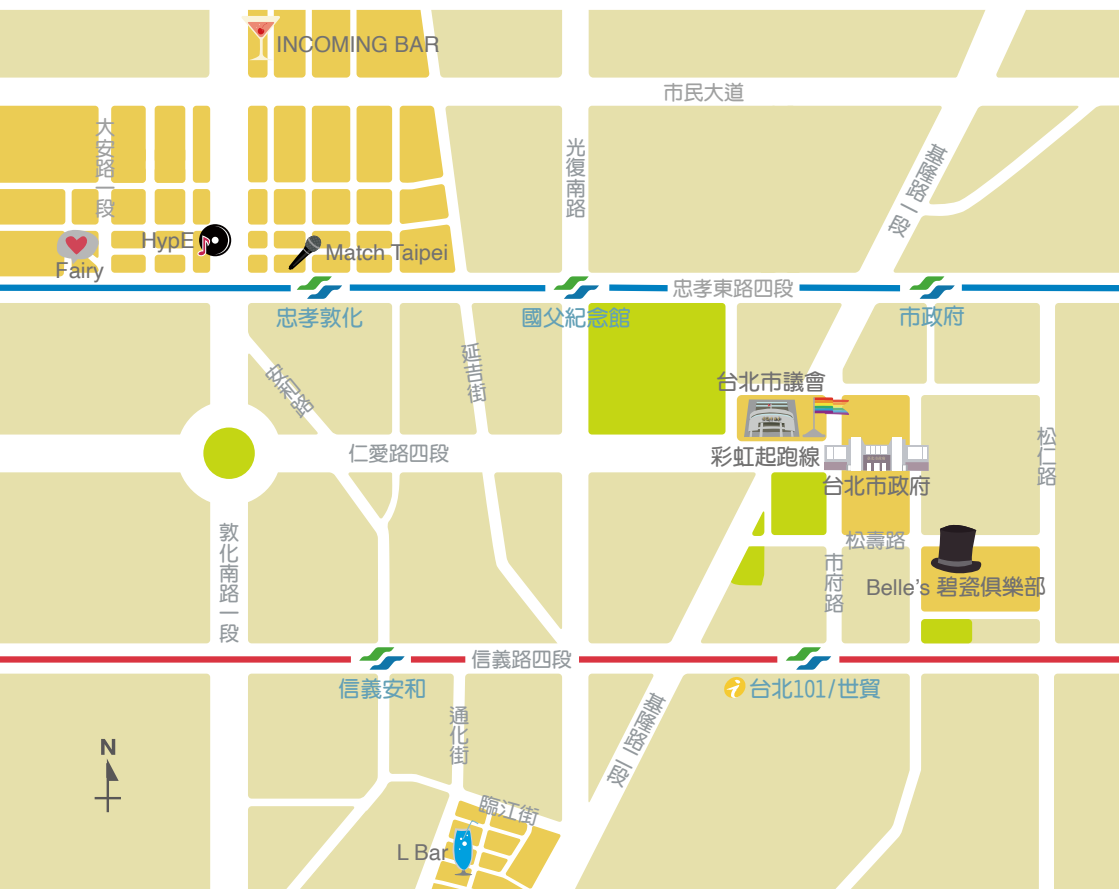 INCOMING BAR
市民大道
大安路一段
光復南路
基隆路一段
HypE
Match Taipei
Fairy
忠孝東路四段
忠孝敦化
國父紀念館
市政府
延吉街
安和路
台北市議會
仁愛路四段
彩虹起跑線
松仁路
台北市政府
敦化南路一段
松壽路
市府路
Belle's 碧瓷俱樂部
信義路四段
信義安和
i 台北101/世貿
通化街
基隆路二段
N
臨江街
L Bar